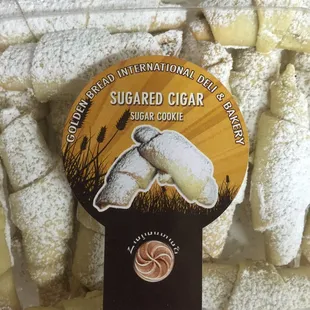 GOLDEN BREAD INTERNATIONAL DELI & BAKERY
SUGARED CIGAR
SUGAR COOKIE